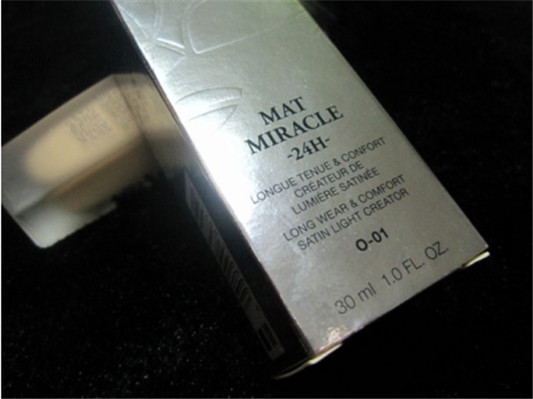 MAT
MIRACLE
-24H-
LONGUE TENUE & CONFORT
CRÉATEUR DE
LUMIÈRE SATINÉE
LONG WEAR & COMFORT
SATIN LIGHT CREATOR
O-01
30 ml 1.0 FL. OZ.